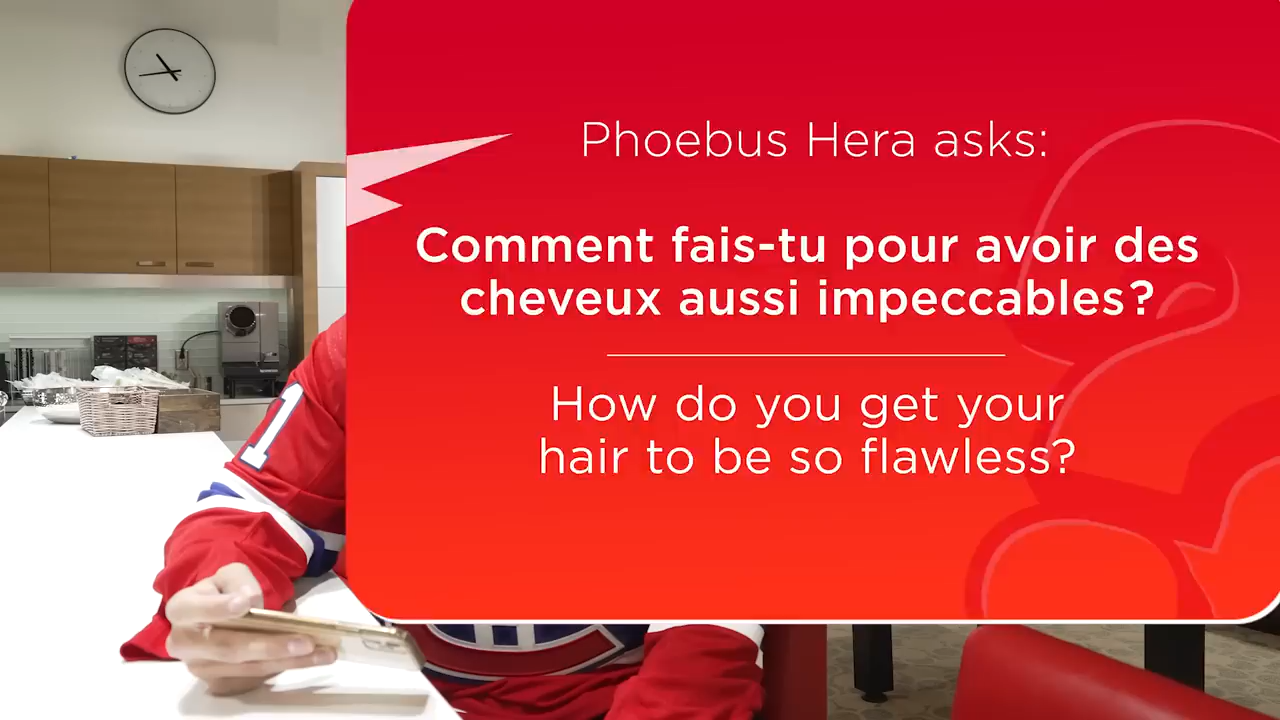 Phoebus Hera asks:
Comment fais-tu pour avoir des
cheveux aussi impeccables?
How do you get your
hair to be so flawless?
1